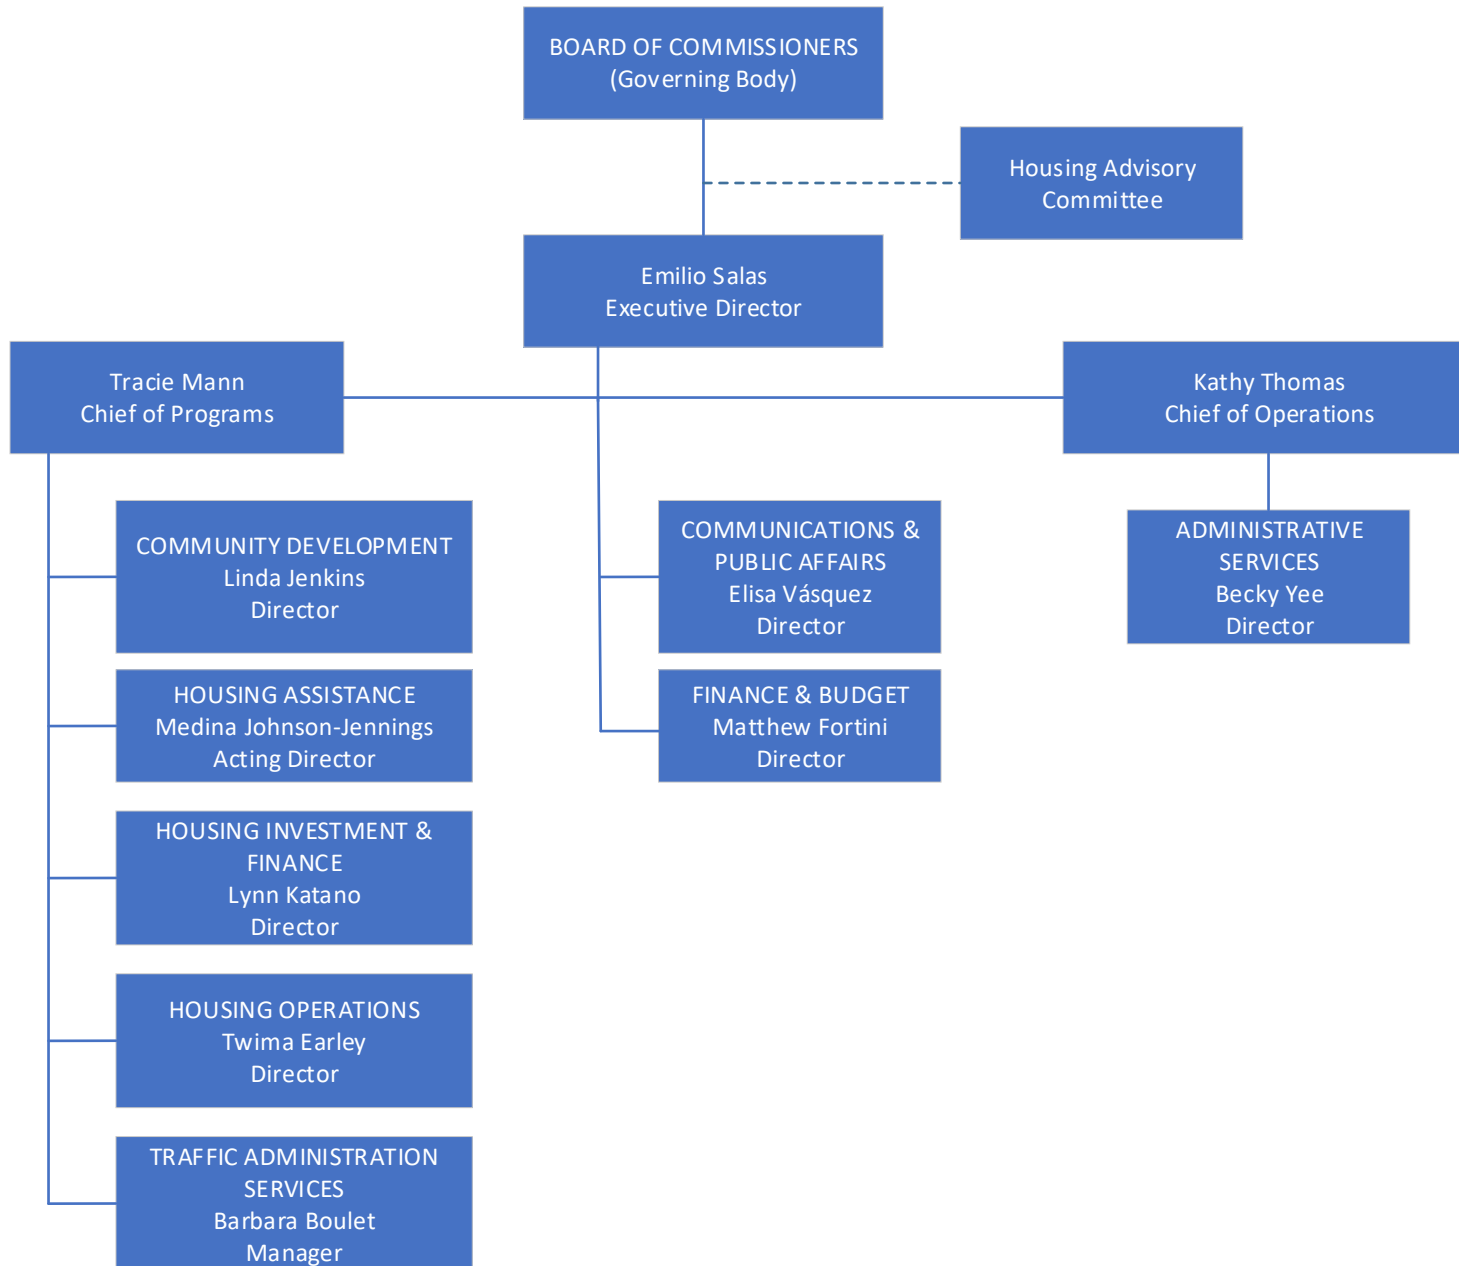 BOARD OF COMMISSIONERS
(Governing Body)
Housing Advisory
Committee
Emilio Salas
Executive Director
Tracie Mann
Chief of Programs
Kathy Thomas
Chief of Operations
COMMUNITY DEVELOPMENT
Linda Jenkins
Director
HOUSING ASSISTANCE
Medina Johnson-Jennings
Acting Director
HOUSING INVESTMENT &
FINANCE
Lynn Katano
Director
HOUSING OPERATIONS
Twima Earley
Director
TRAFFIC ADMINISTRATION
SERVICES
Barbara Boulet
Manager
COMMUNICATIONS &
PUBLIC AFFAIRS
Elisa Vásquez
Director
FINANCE & BUDGET
Matthew Fortini
Director
ADMINISTRATIVE
SERVICES
Becky Yee
Director